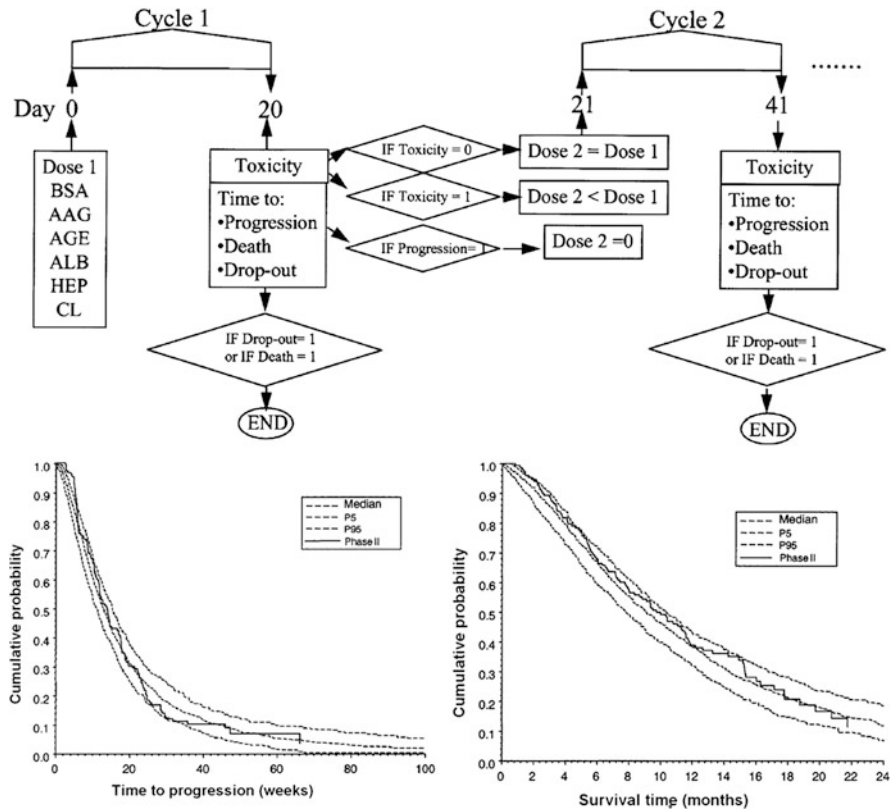 Cycle 1
Cycle 2
Day 0
20
21
41
........
Dose 1
BSA
AAG
AGE
ALB
HEP
CL
Toxicity
Time to:
•Progression
•Death
•Drop-out
IF Toxicity = 0
IF Toxicity = 1
IF Progression= 1
Dose 2 = Dose 1
Dose 2 < Dose 1
Dose 2 =0
Toxicity
Time to:
•Progression
•Death
•Drop-out
IF Drop-out= 1
or IF Death = 1
END
IF Drop-out= 1
or IF Death = 1
END
Cumulative probability
1.0
0.9
0.8
0.7
0.6
0.5
0.4
0.3
0.2
0.1
0.0
0 20 40 60 80 100
Time to progression (weeks)
Median
P5
P95
Phase II
Cumulative probability
1.0
0.9
0.8
0.7
0.6
0.5
0.4
0.3
0.2
0.1
0.0
0 2 4 6 8 10 12 14 16 18 20 22 24
Survival time (months)
Median
P5
P95
Phase II